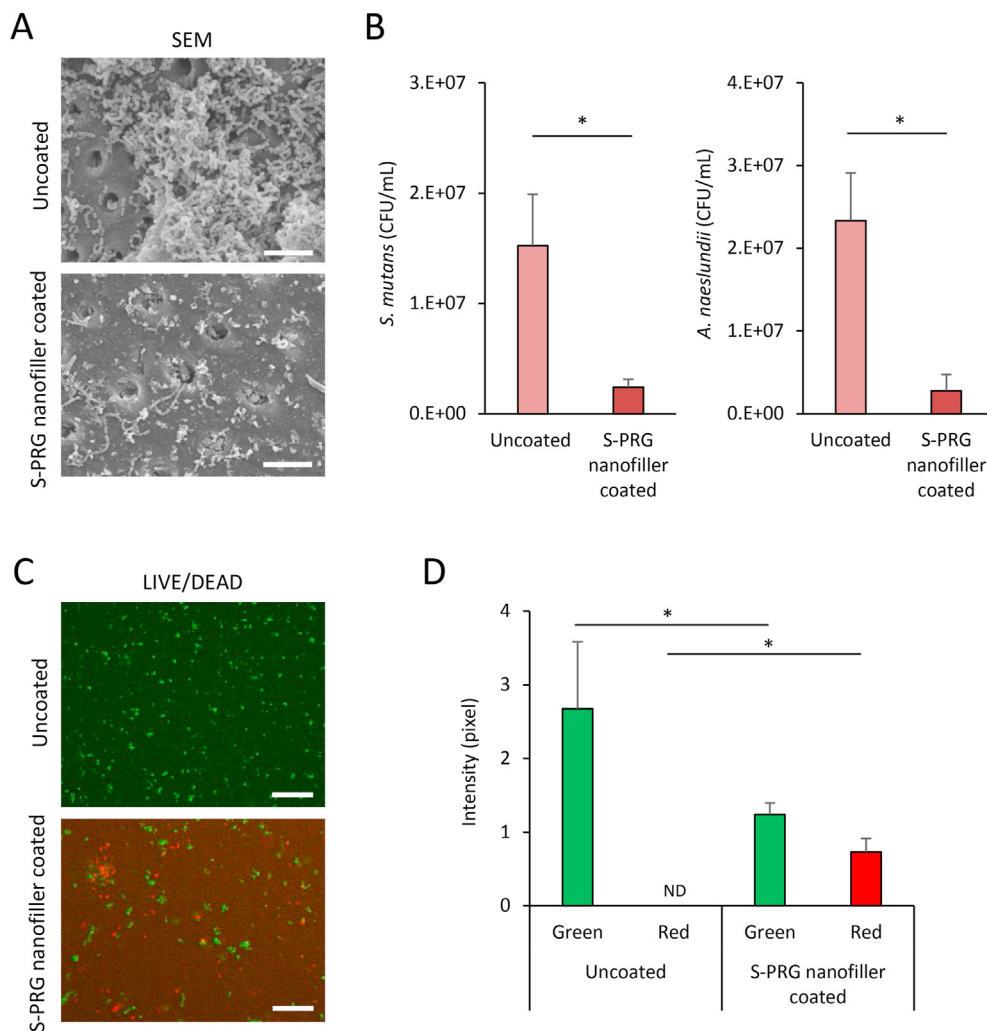 A
SEM
Uncoated
S-PRG nanofiller coated
B
S. mutans (CFU/mL)
3.E+07
2.E+07
1.E+07
0.E+00
*
Uncoated
S-PRG
nanofiller
coated
A. naeslundii (CFU/mL)
4.E+07
3.E+07
2.E+07
1.E+07
0.E+00
*
Uncoated
S-PRG
nanofiller
coated
C
LIVE/DEAD
Uncoated
S-PRG nanofiller coated
D
Intensity (pixel)
4
3
2
1
0
*
*
ND
Green
Red
Green
Red
Uncoated
S-PRG nanofiller
coated